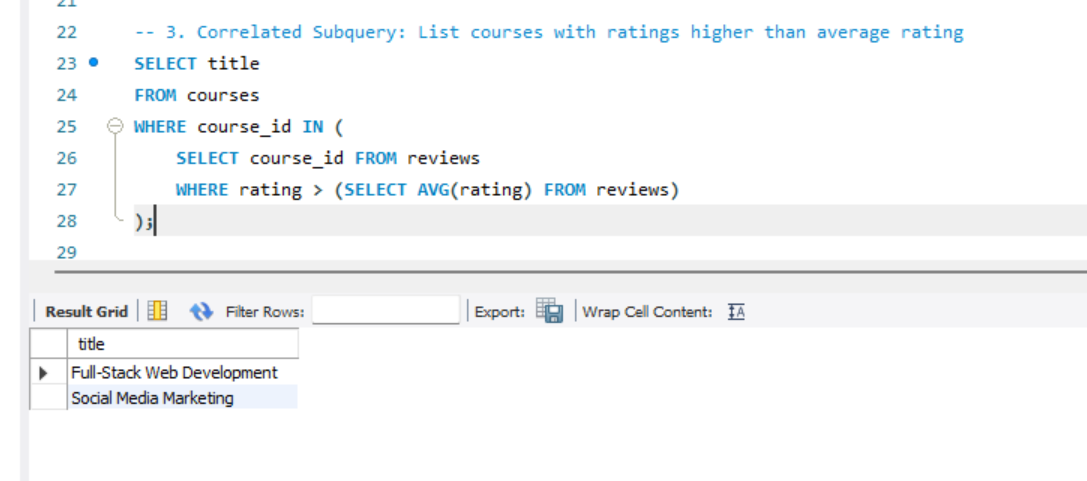 21
22 -- 3. Correlated Subquery: List courses with ratings higher than average rating
23 SELECT title
24 FROM courses
25 WHERE course_id IN (
26 SELECT course_id FROM reviews
27 WHERE rating > (SELECT AVG(rating) FROM reviews)
28 );
29
Result Grid Filter Rows: Export: Wrap Cell Content: IA
title
Full-Stack Web Development
Social Media Marketing